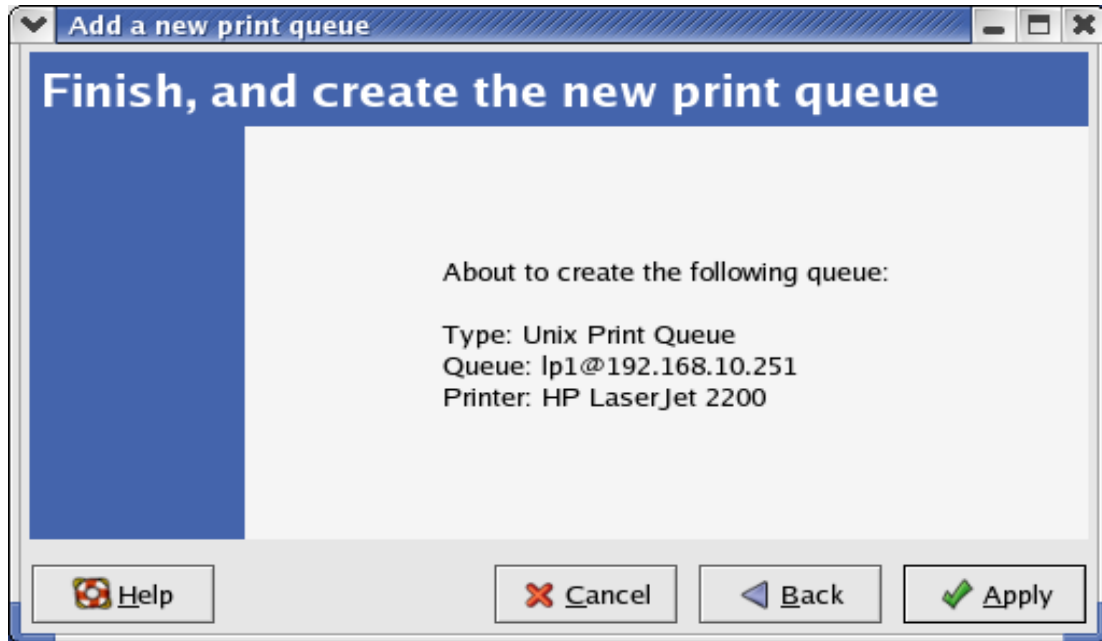 Add a new print queue
Finish, and create the new print queue
About to create the following queue:
Type: Unix Print Queue
Queue: lp1@192.168.10.251
Printer: HP LaserJet 2200
Help
Cancel
Back
Apply